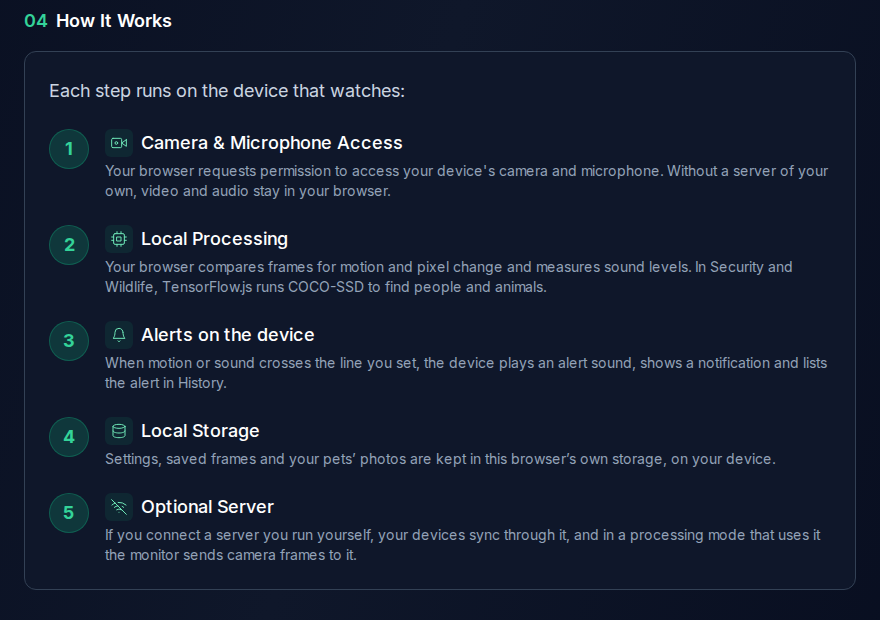 04 How It Works
Each step runs on the device that watches:
1 Camera & Microphone Access
Your browser requests permission to access your device's camera and microphone. Without a server of your
own, video and audio stay in your browser.
2 Local Processing
Your browser compares frames for motion and pixel change and measures sound levels. In Security and
Wildlife, TensorFlow.js runs COCO-SSD to find people and animals.
3 Alerts on the device
When motion or sound crosses the line you set, the device plays an alert sound, shows a notification and lists
the alert in History.
4 Local Storage
Settings, saved frames and your pets’ photos are kept in this browser’s own storage, on your device.
5 Optional Server
If you connect a server you run yourself, your devices sync through it, and in a processing mode that uses it
the monitor sends camera frames to it.